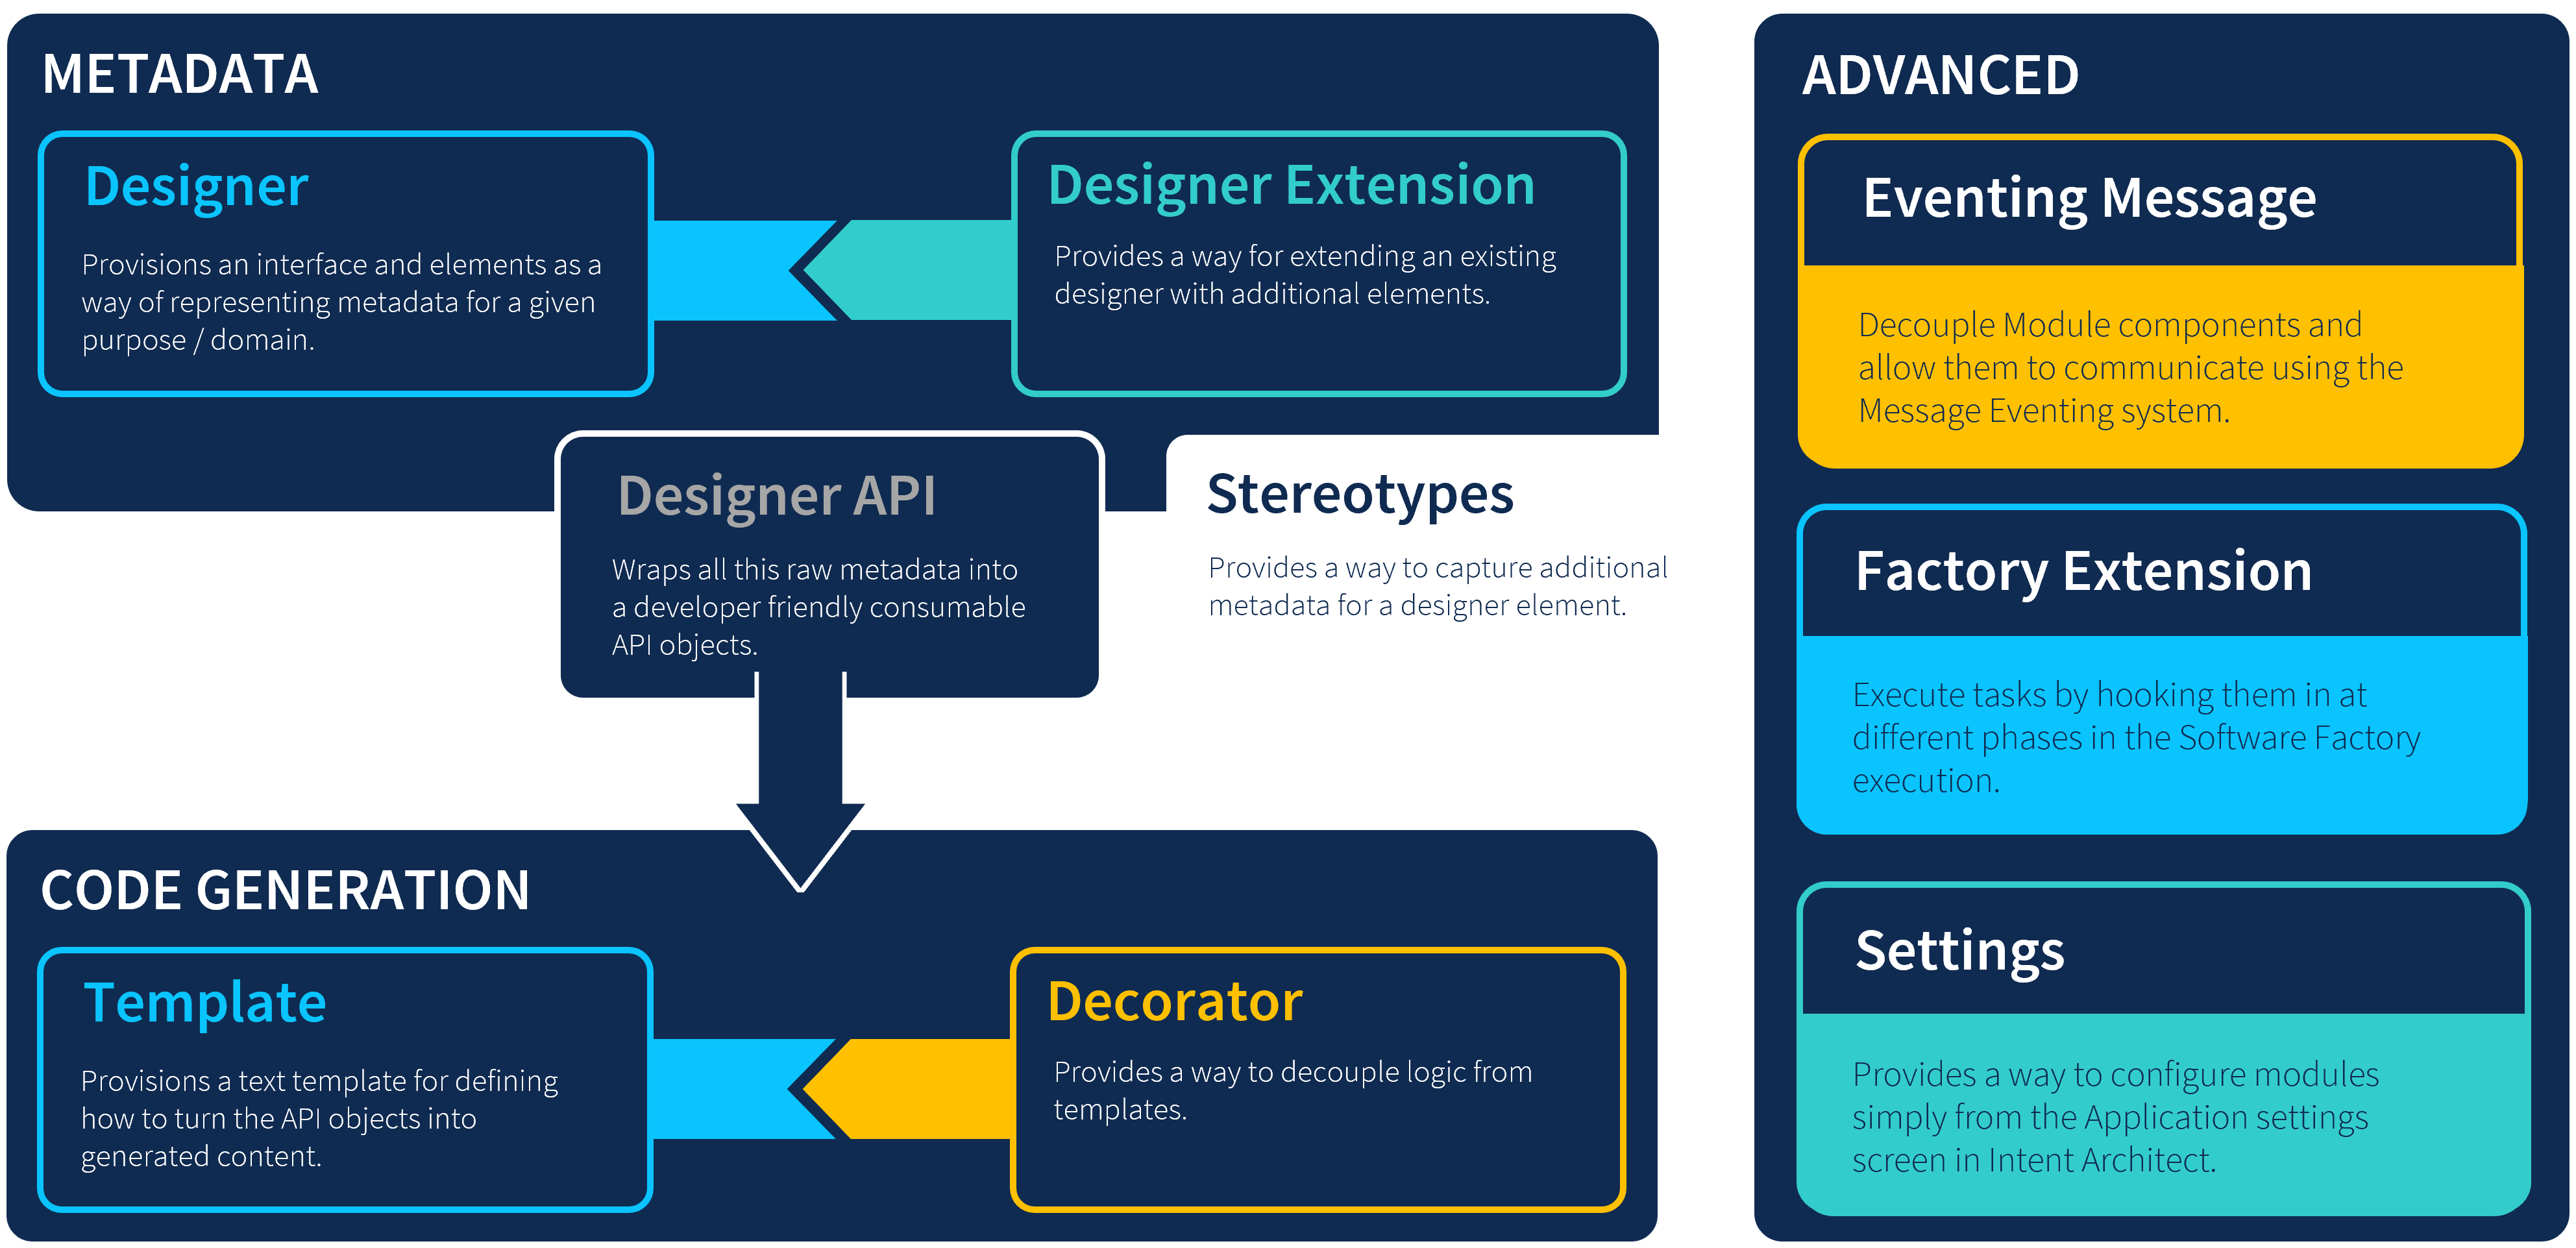 METADATA
Designer
Provisions an interface and elements as a
way of representing metadata for a given
purpose / domain.
Designer Extension
Provides a way for extending an existing
designer with additional elements.
Designer API
Wraps all this raw metadata into
a developer friendly consumable
API objects.
Stereotypes
Provides a way to capture additional
metadata for a designer element.
CODE GENERATION
Template
Provisions a text template for defining
how to turn the API objects into
generated content.
Decorator
Provides a way to decouple logic from
templates.
ADVANCED
Eventing Message
Decouple Module components and
allow them to communicate using the
Message Eventing system.
Factory Extension
Execute tasks by hooking them in at
different phases in the Software Factory
execution.
Settings
Provides a way to configure modules
simply from the Application settings
screen in Intent Architect.